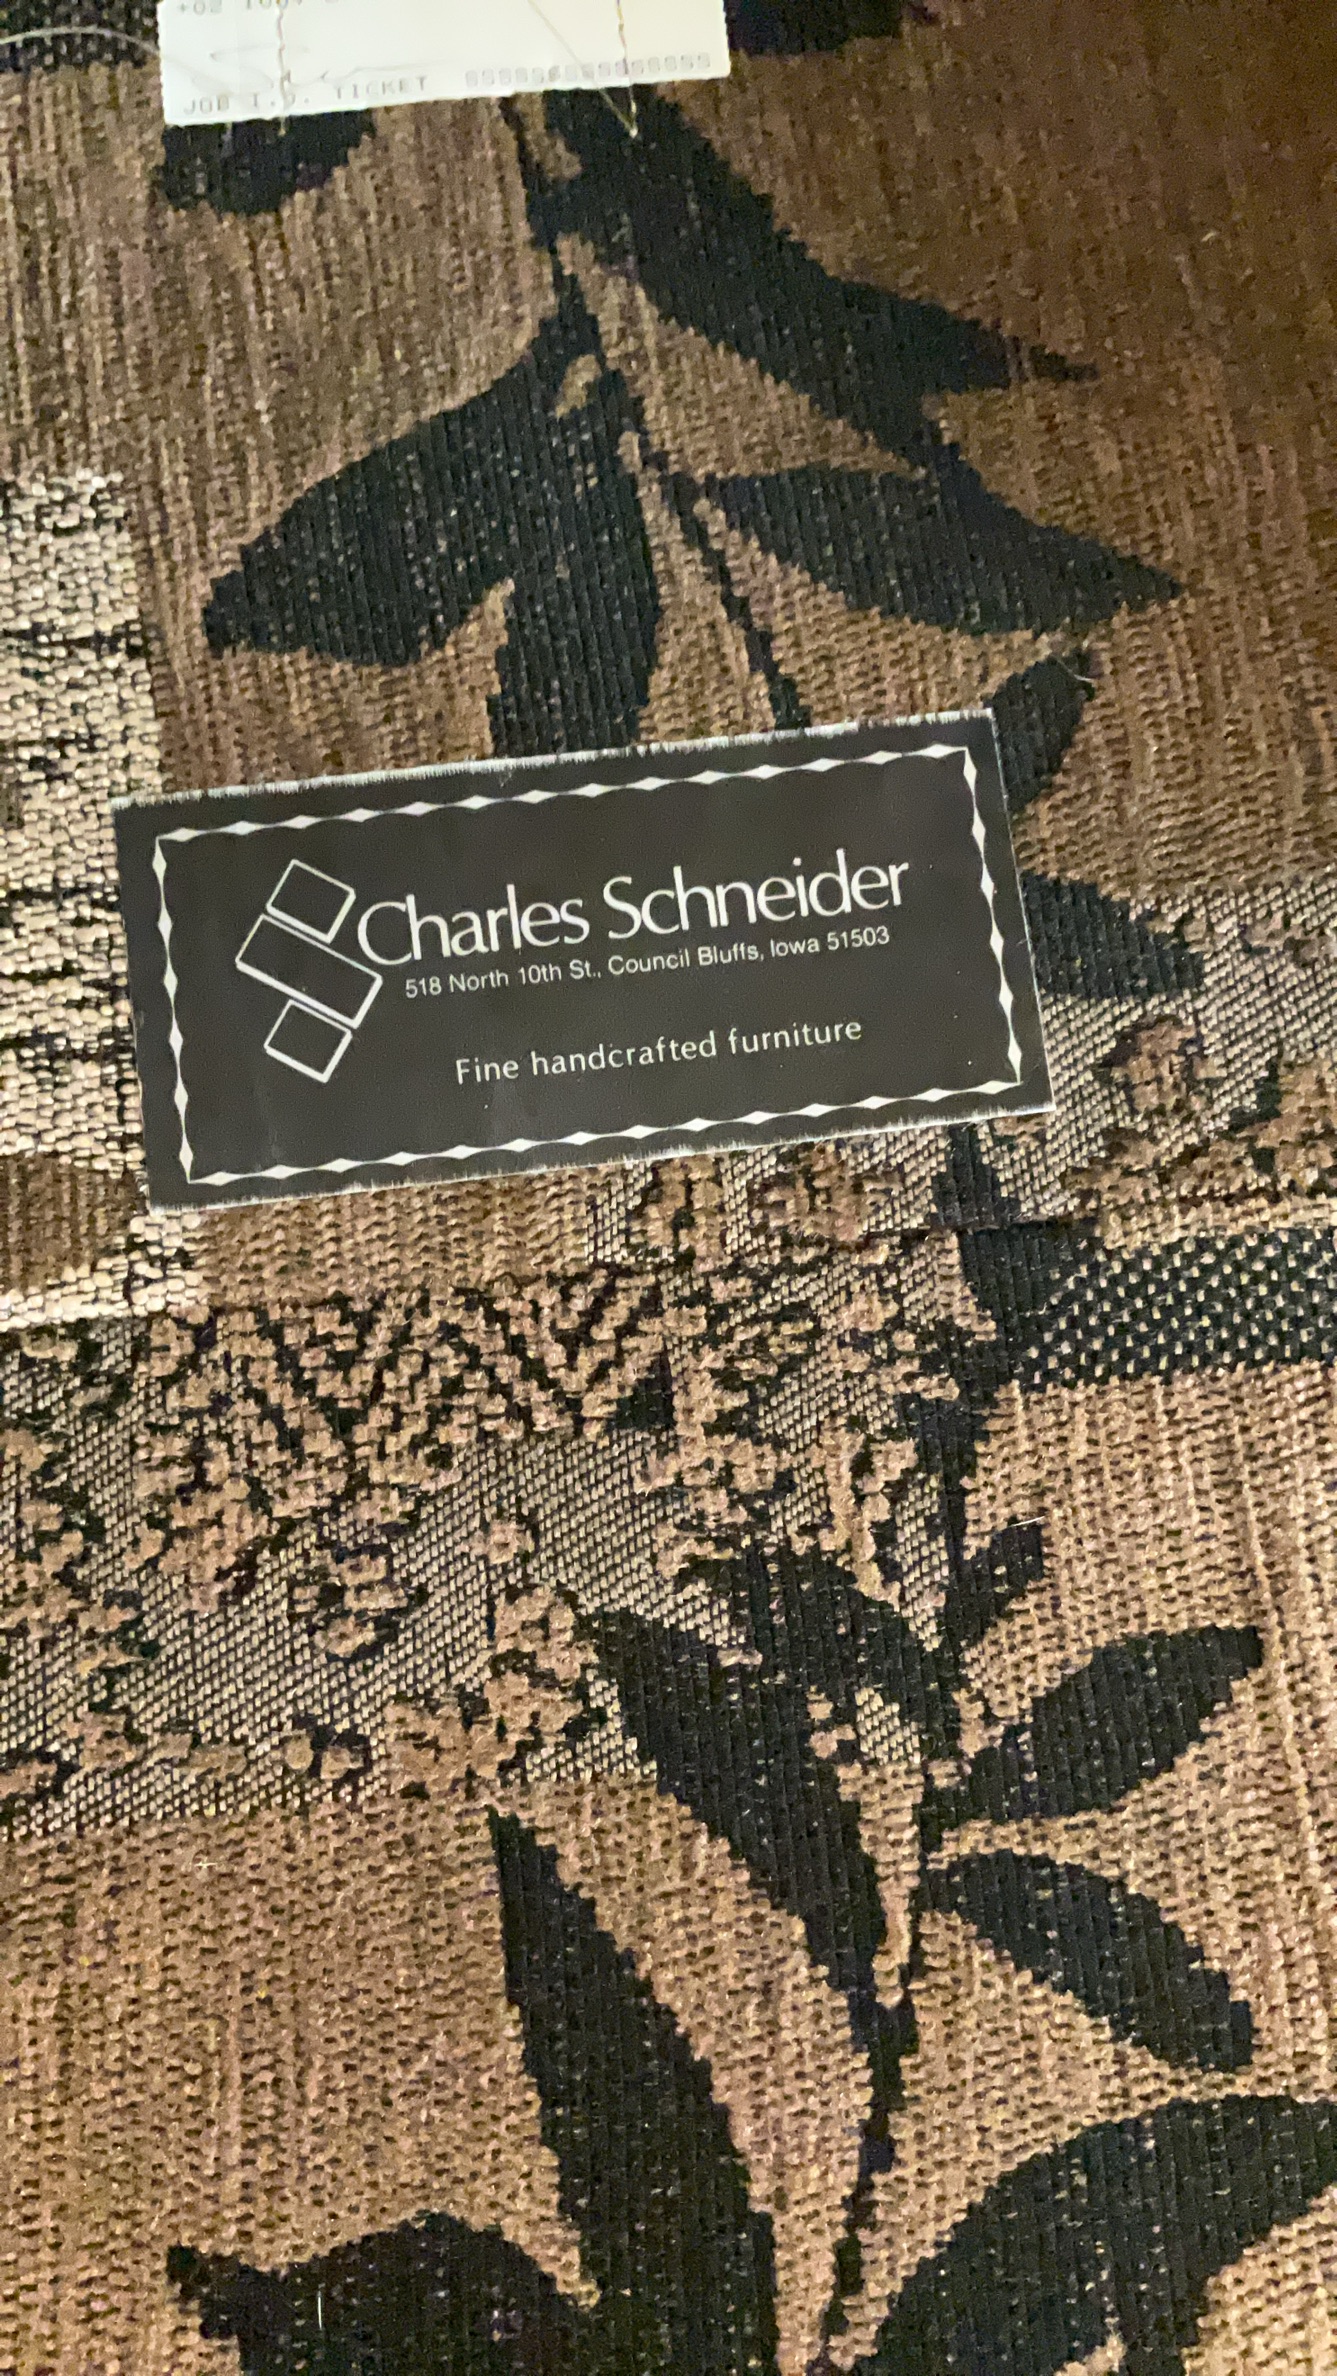 JOB I.D. TICKET
Charles Schneider
518 North 10th St., Council Bluffs, Iowa 51503
Fine handcrafted furniture